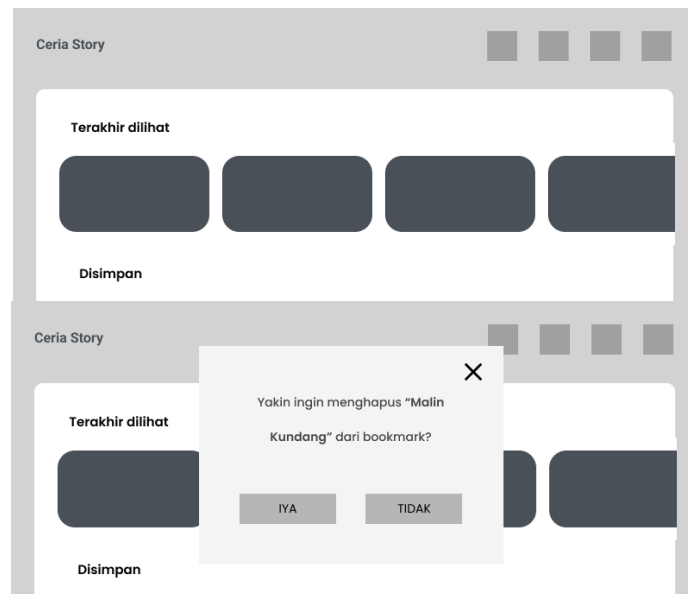 Ceria Story
Terakhir dilihat
Disimpan
Ceria Story
Terakhir dilihat
Yakin ingin menghapus “Malin
Kundang” dari bookmark?
IYA TIDAK
Disimpan